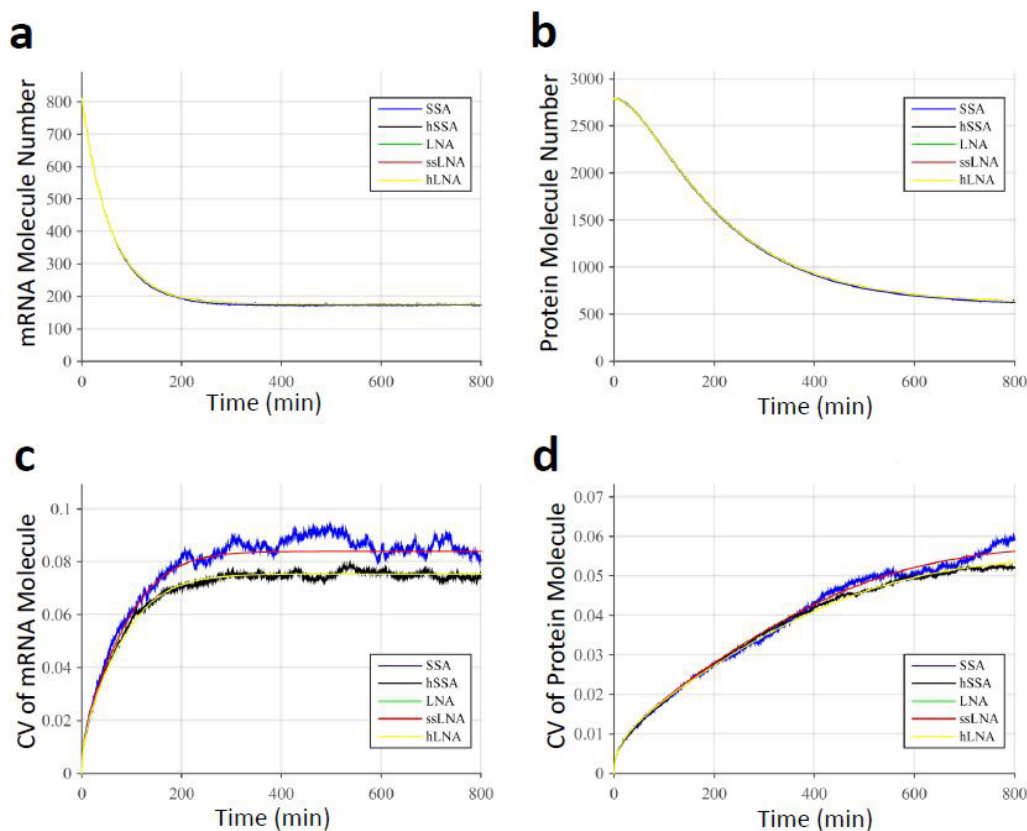 a
mRNA Molecule Number
800
700
600
500
400
300
200
100
0
0 200 400 600 800
Time (min)
SSA
hSSA
LNA
ssLNA
hLNA
b
Protein Molecule Number
3000
2500
2000
1500
1000
500
0
0 200 400 600 800
Time (min)
SSA
hSSA
LNA
ssLNA
hLNA
c
CV of mRNA Molecule
0.1
0.08
0.06
0.04
0.02
0
0 200 400 600 800
Time (min)
SSA
hSSA
LNA
ssLNA
hLNA
d
CV of Protein Molecule
0.07
0.06
0.05
0.04
0.03
0.02
0.01
0
0 200 400 600 800
Time (min)
SSA
hSSA
LNA
ssLNA
hLNA